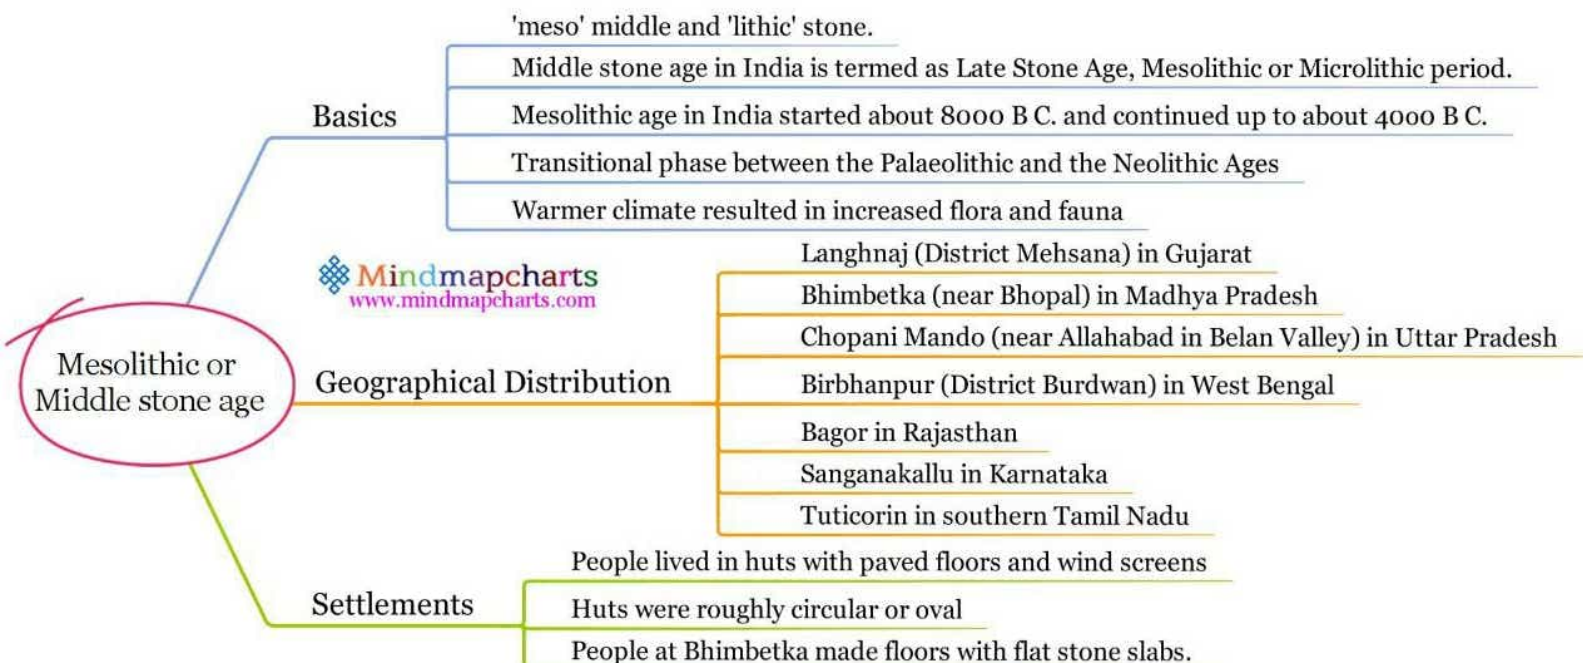 'meso' middle and 'lithic' stone.
Middle stone age in India is termed as Late Stone Age, Mesolithic or Microlithic period.
Basics
Mesolithic age in India started about 8000 B C. and continued up to about 4000 B C.
Transitional phase between the Palaeolithic and the Neolithic Ages
Warmer climate resulted in increased flora and fauna
Mindmapcharts
www.mindmapcharts.com
Mesolithic or
Middle stone age
Geographical Distribution
Langhnaj (District Mehsana) in Gujarat
Bhimbetka (near Bhopal) in Madhya Pradesh
Chopani Mando (near Allahabad in Belan Valley) in Uttar Pradesh
Birbhanpur (District Burdwan) in West Bengal
Bagor in Rajasthan
Sanganakallu in Karnataka
Tuticorin in southern Tamil Nadu
Settlements
People lived in huts with paved floors and wind screens
Huts were roughly circular or oval
People at Bhimbetka made floors with flat stone slabs.